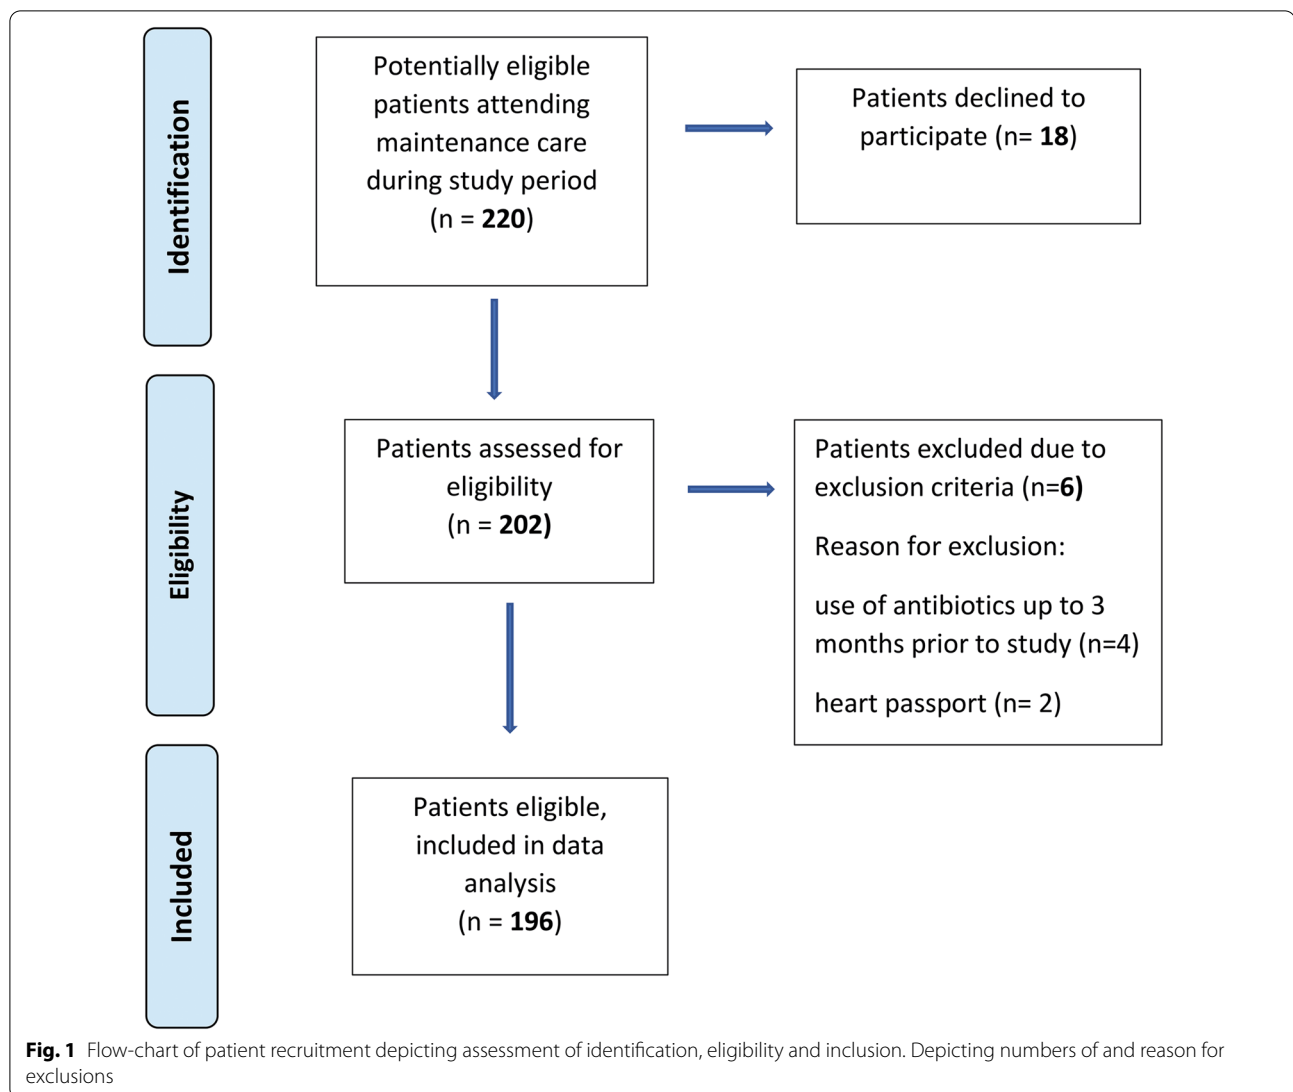 Identification
Potentially eligible
patients attending
maintenance care
during study period
(n = 220)
Patients declined to
participate (n= 18)
Eligibility
Patients assessed for
eligibility
(n = 202)
Patients excluded due to
exclusion criteria (n=6)
Reason for exclusion:
use of antibiotics up to 3
months prior to study (n=4)
heart passport (n= 2)
Included
Patients eligible,
included in data
analysis
(n = 196)
Fig. 1 Flow-chart of patient recruitment depicting assessment of identification, eligibility and inclusion. Depicting numbers of and reason for
exclusions